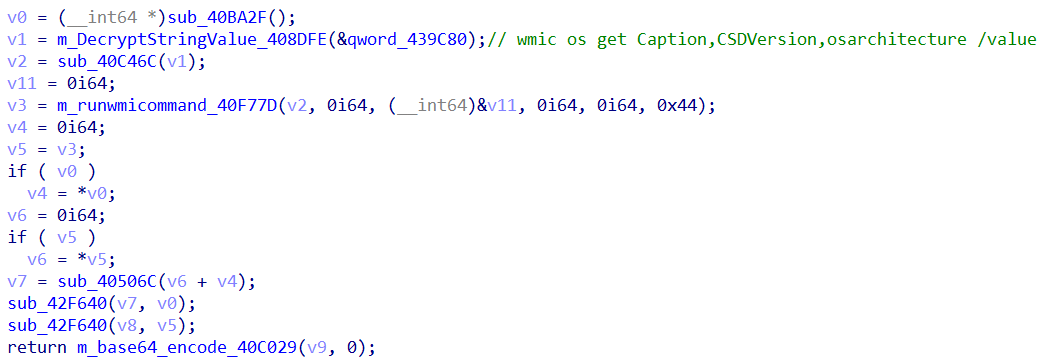 v0 = (__int64 *)sub_40BA2F();
v1 = m_DecryptStringValue_408DFE(&qword_439C80);// wmic os get Caption,CSDVersion,osarchitecture /value
v2 = sub_40C46C(v1);
v11 = 0i64;
v3 = m_runwmicommand_40F77D(v2, 0i64, (__int64)&v11, 0i64, 0i64, 0x44);
v4 = 0i64;
v5 = v3;
if ( v0 )
  v4 = *v0;
v6 = 0i64;
if ( v5 )
  v6 = *v5;
v7 = sub_40506C(v6 + v4);
sub_42F640(v7, v0);
sub_42F640(v8, v5);
return m_base64_encode_40C029(v9, 0);